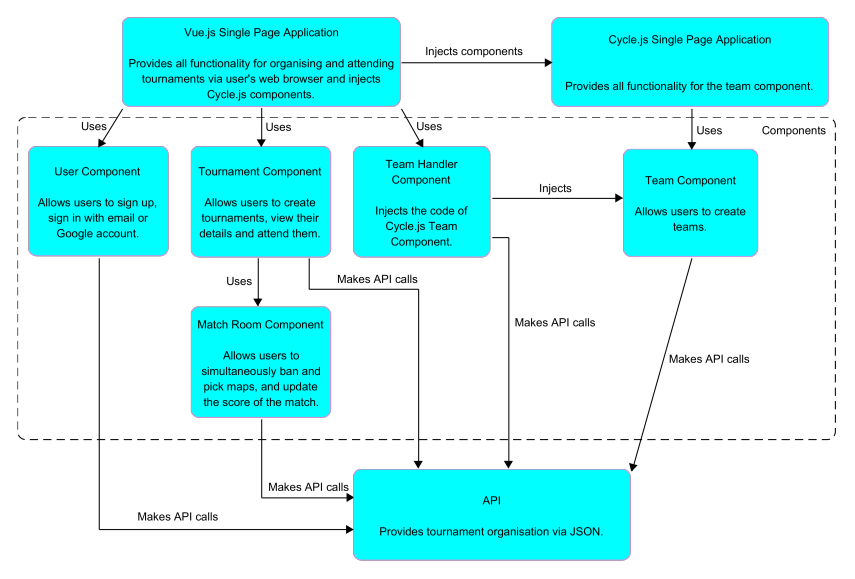 Vue.js Single Page Application
Provides all functionality for organising and attending
tournaments via user's web browser and injects
Cycle.js components.
Injects components
Cycle.js Single Page Application
Provides all functionality for the team component.
Uses
Uses
Uses
Uses
Components
User Component
Allows users to sign up,
sign in with email or
Google account.
Tournament Component
Allows users to create
tournaments, view their
details and attend them.
Team Handler
Component
Injects the code of
Cycle.js Team
Component.
Injects
Team Component
Allows users to create
teams.
Uses
Makes API calls
Match Room Component
Allows users to
simultaneously ban and
pick maps, and update
the score of the match.
Makes API calls
Makes API calls
Makes API calls
Makes API calls
API
Provides tournament organisation via JSON.